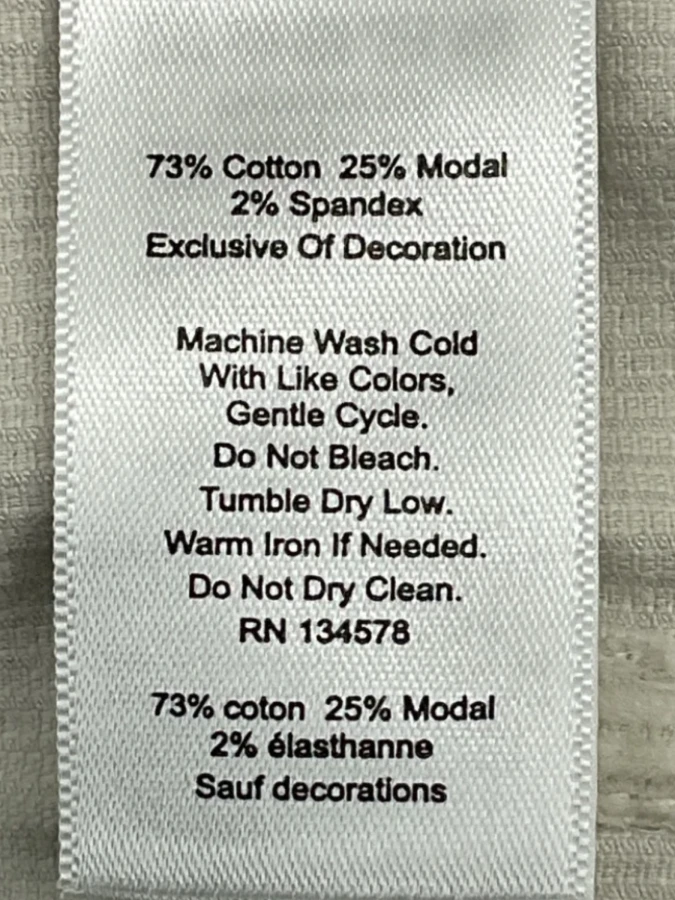 73% Cotton 25% Modal
2% Spandex
Exclusive Of Decoration
Machine Wash Cold
With Like Colors,
Gentle Cycle.
Do Not Bleach.
Tumble Dry Low.
Warm Iron If Needed.
Do Not Dry Clean.
RN 134578
73% coton 25% Modal
2% élasthanne
Sauf decorations